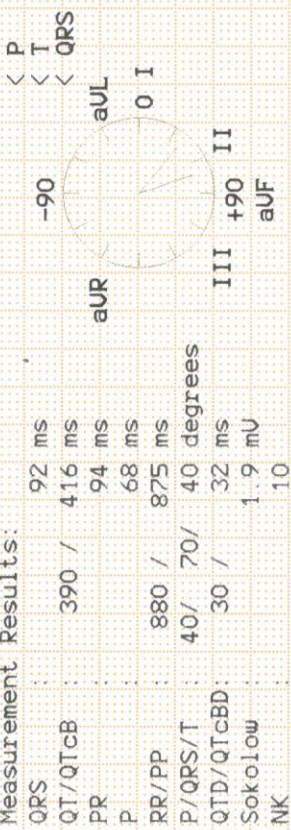 Measurement Results:
QRS : 92 ms
QT/QTcB : 390 / 416 ms
PR : 94 ms
P : 68 ms
RR/PP : 880 / 875 ms
P/QRS/T : 40/ 70/ 40 degrees
QTD/QTcBD: 30 / 32 ms
Sokolow : 1.9 mV
NK : 10
< P
< T
< QRS
-90
aVR
aVL
0 I
III
+90
II
aVF